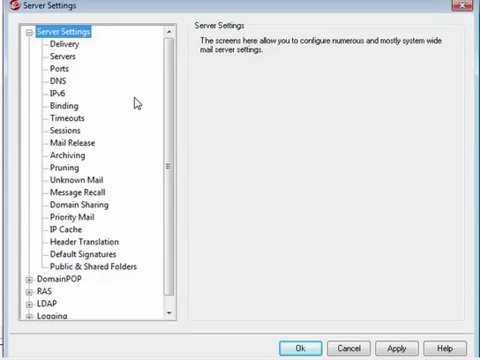 Server Settings
Server Settings
Delivery
Servers
Ports
DNS
IPv6
Binding
Timeouts
Sessions
Mail Release
Archiving
Pruning
Unknown Mail
Message Recall
Domain Sharing
Priority Mail
IP Cache
Header Translation
Default Signatures
Public & Shared Folders
DomainPOP
RAS
LDAP
Logging
Server Settings
The screens here allow you to configure numerous and mostly system wide
mail server settings.
Ok
Cancel
Apply
Help